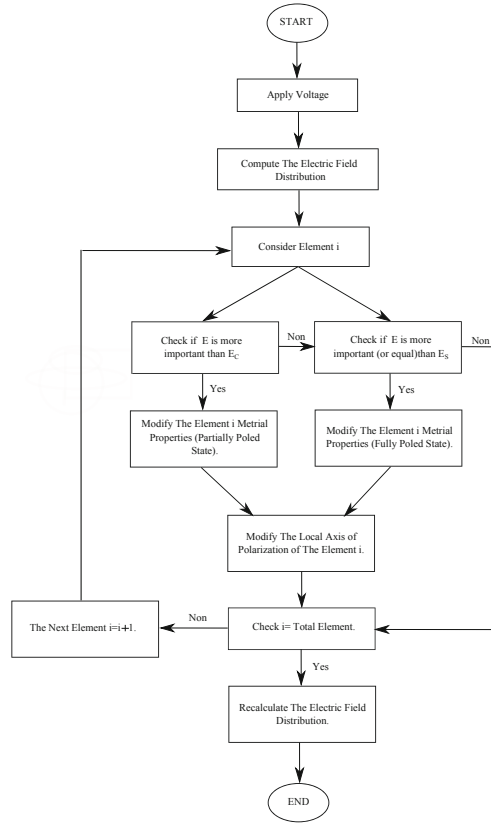 START
Apply Voltage
Compute The Electric Field
Distribution
Consider Element i
Check if E is more
important than EC
Non
Check if E is more
important (or equal)than ES
Non
Yes
Yes
Modify The Element i Metrial
Properties (Partially Poled
State).
Modify The Element i Metrial
Properties (Fully Poled State).
Modify The Local Axis of
Polarization of The Element i.
The Next Element i=i+1.
Non
Check i= Total Element.
Yes
Recalculate The Electric Field
Distribution.
END